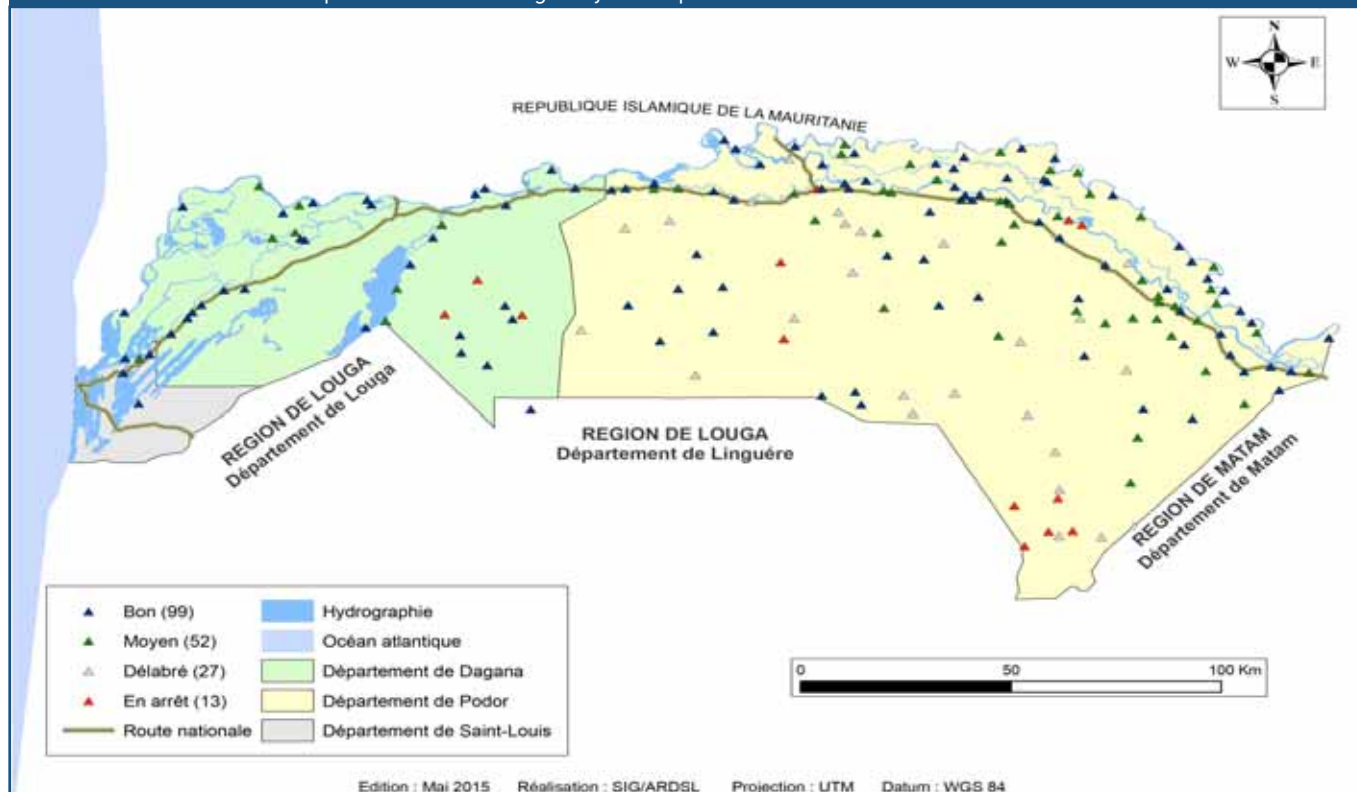 N
W E
S
REPUBLIQUE ISLAMIQUE DE LA MAURITANIE
REGION DE LOUGA
Département de Louga
REGION DE LOUGA
Département de Linguére
REGION DE MATAM
Département de Matam
Bon (99)
Moyen (52)
Délabré (27)
En arrêt (13)
Route nationale
Hydrographie
Océan atlantique
Département de Dagana
Département de Podor
Département de Saint-Louis
0 50 100 Km
Edition : Mai 2015 Réalisation : SIG/ARDSL Projection : UTM Datum : WGS 84